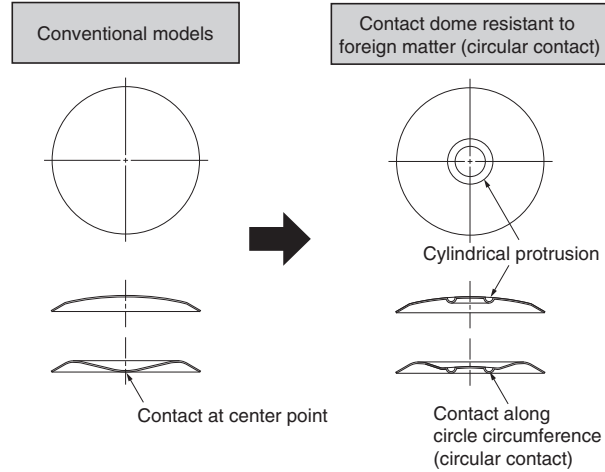 Conventional models
Contact dome resistant to
foreign matter (circular contact)
Cylindrical protrusion
Contact at center point
Contact along
circle circumference
(circular contact)